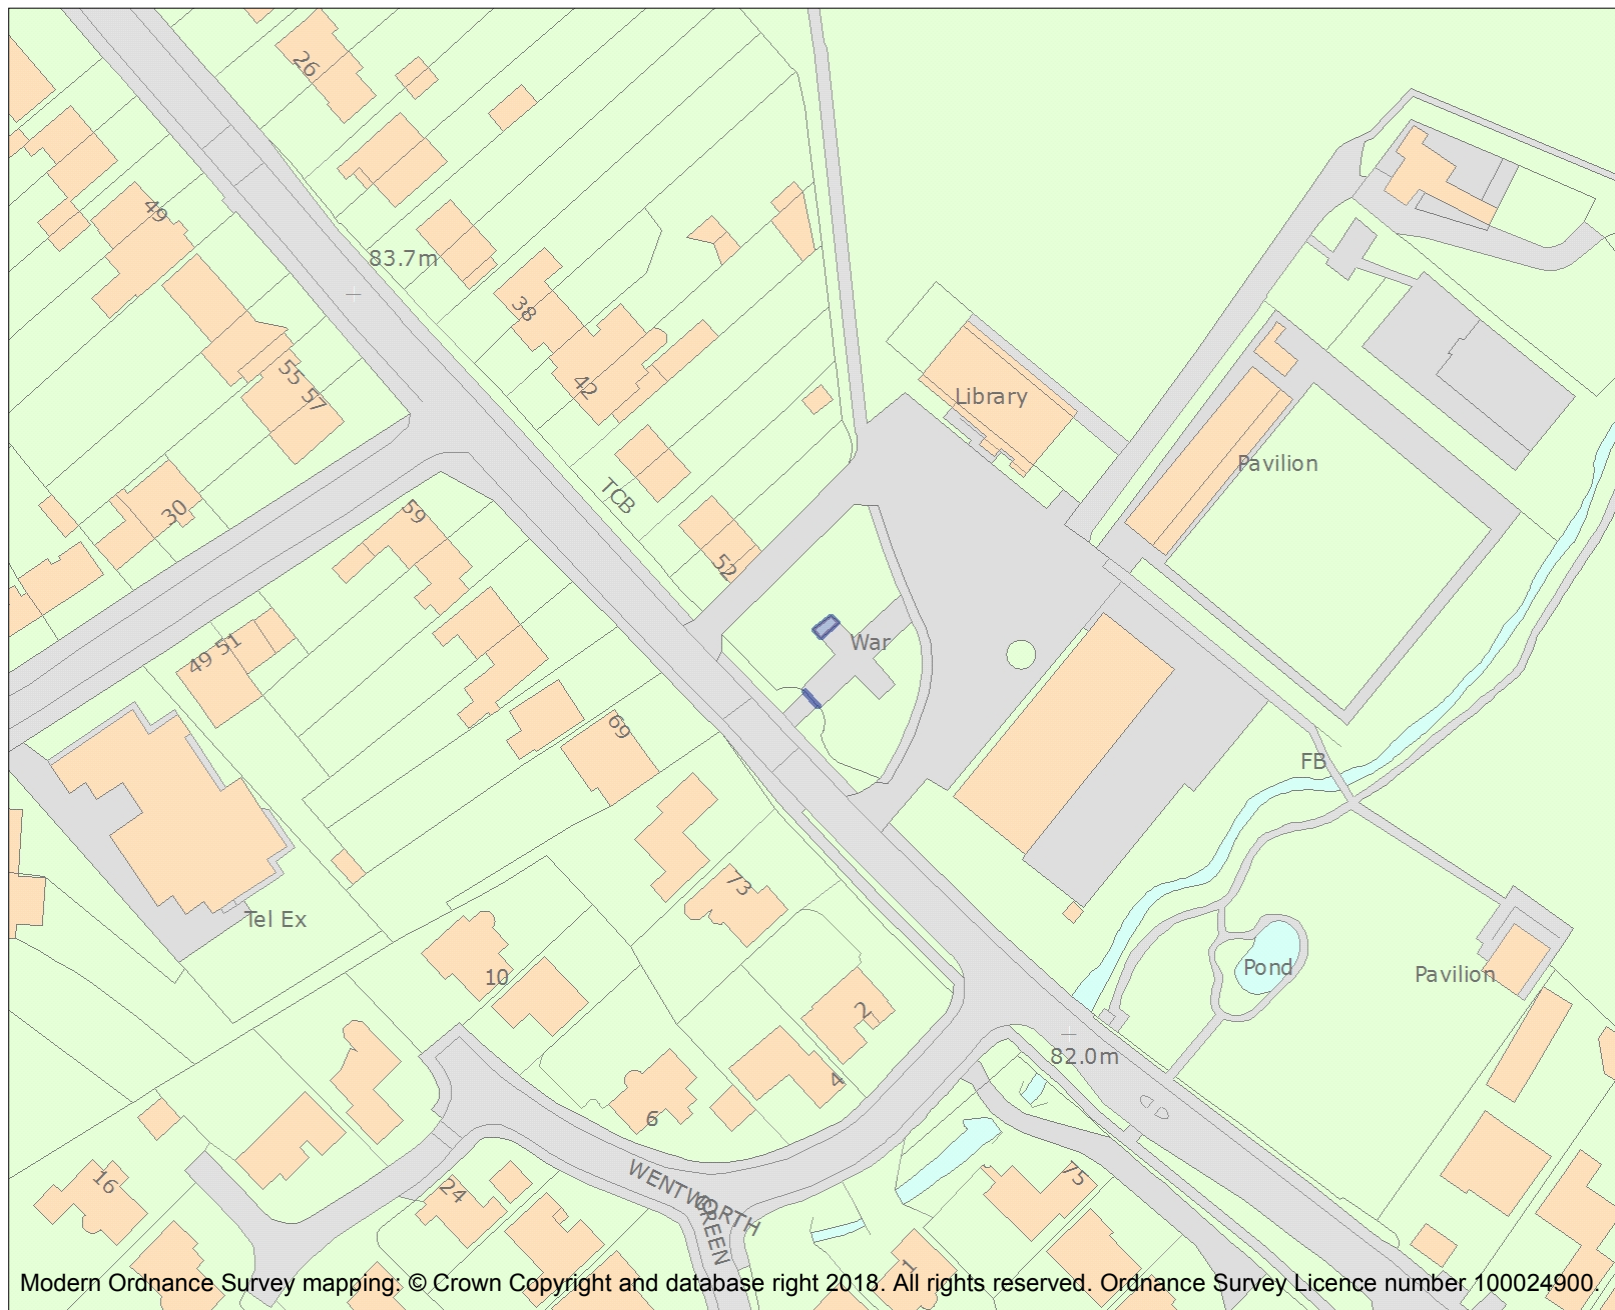 26
49
83.7m
38
42
55 57
Library
Pavilion
TCB
30
59
52
War
49 51
69
FB
73
Tel Ex
10
Pond
Pavilion
2
82.0m
4
6
16
24
75
WENTWORTH
GREEN
1
Modern Ordnance Survey mapping: © Crown Copyright and database right 2018. All rights reserved. Ordnance Survey Licence number 100024900.